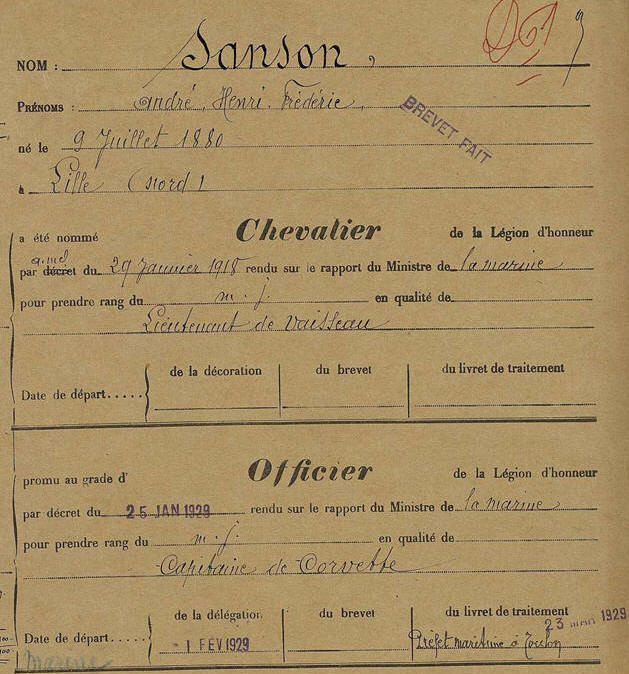 NOM : Sanson,
PRÉNOMS : André, Henri, Frédéric,
BREVET FAIT
né le 9 Juillet 1880
à Lille (Nord)
a été nommé Chevalier de la Légion d'honneur
par décret du 29 Janvier 1918 rendu sur le rapport du Ministre de la marine
pour prendre rang du m. j. en qualité de
Lieutenant de Vaisseau
de la décoration du brevet du livret de traitement
Date de départ.....
promu au grade d' Officier de la Légion d'honneur
par décret du 25 JAN 1929 rendu sur le rapport du Ministre de la marine
pour prendre rang du m. j. en qualité de
Capitaine de Corvette
de la délégation du brevet du livret de traitement
23 MAR 1929
Date de départ..... - 1 FEV 1929 Préfet maritime à Toulon
Marine